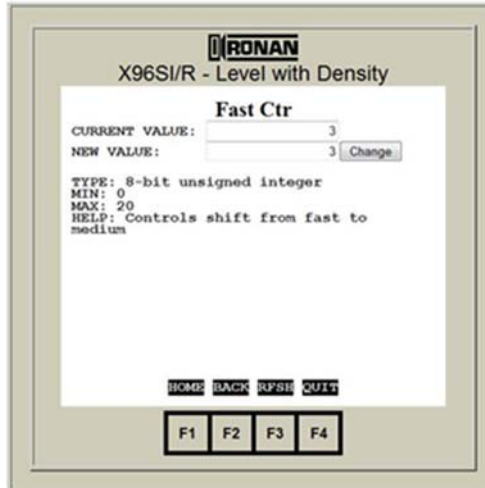 RONAN
X96SI/R - Level with Density
Fast Ctr
CURRENT VALUE: 3
NEW VALUE: 3 Change
TYPE: 8-bit unsigned integer
MIN: 0
MAX: 20
HELP: Controls shift from fast to
medium
HOME BACK RFSH QUIT
F1 F2 F3 F4